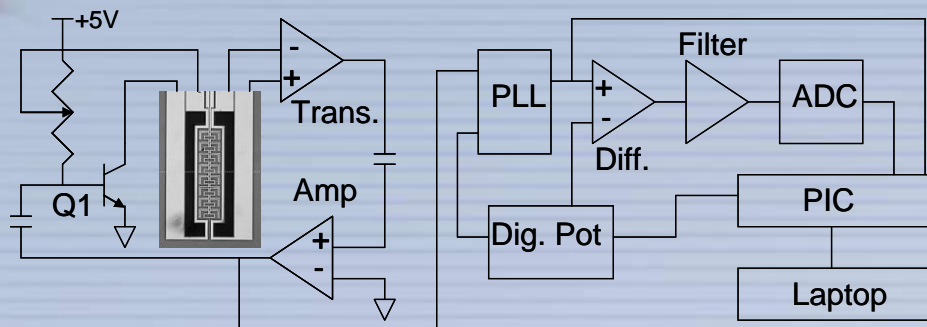 +5V
-
+
Trans.
Q1
Amp
+
-
PLL
+
-
Diff.
Filter
ADC
Dig. Pot
PIC
Laptop